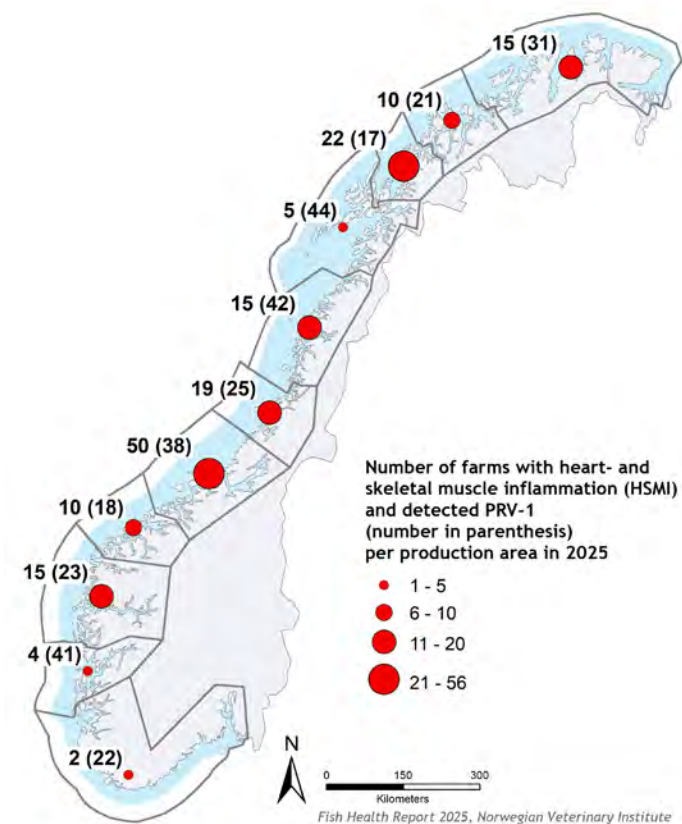 15 (31)
10 (21)
22 (17)
5 (44)
15 (42)
19 (25)
50 (38)
10 (18)
15 (23)
4 (41)
2 (22)
Number of farms with heart- and
skeletal muscle inflammation (HSMI)
and detected PRV-1
(number in parenthesis)
per production area in 2025
1 - 5
6 - 10
11 - 20
21 - 56
N
0 150 300
Kilometers
Fish Health Report 2025, Norwegian Veterinary Institute